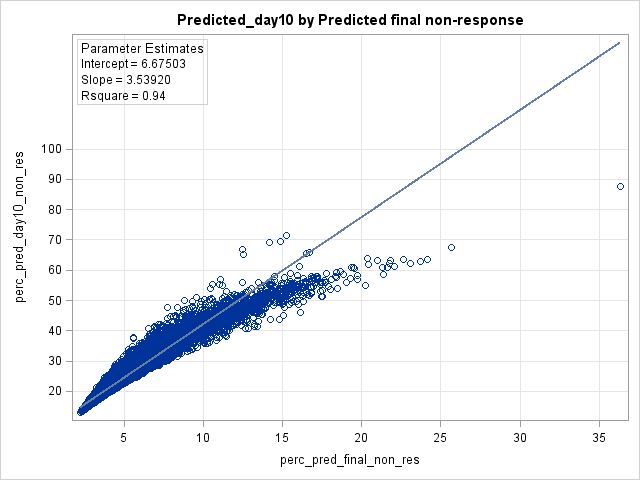 Predicted_day10 by Predicted final non-response
Parameter Estimates
Intercept = 6.67503
Slope = 3.53920
Rsquare = 0.94
perc_pred_day10_non_res
100
90
80
70
60
50
40
30
20
5 10 15 20 25 30 35
perc_pred_final_non_res